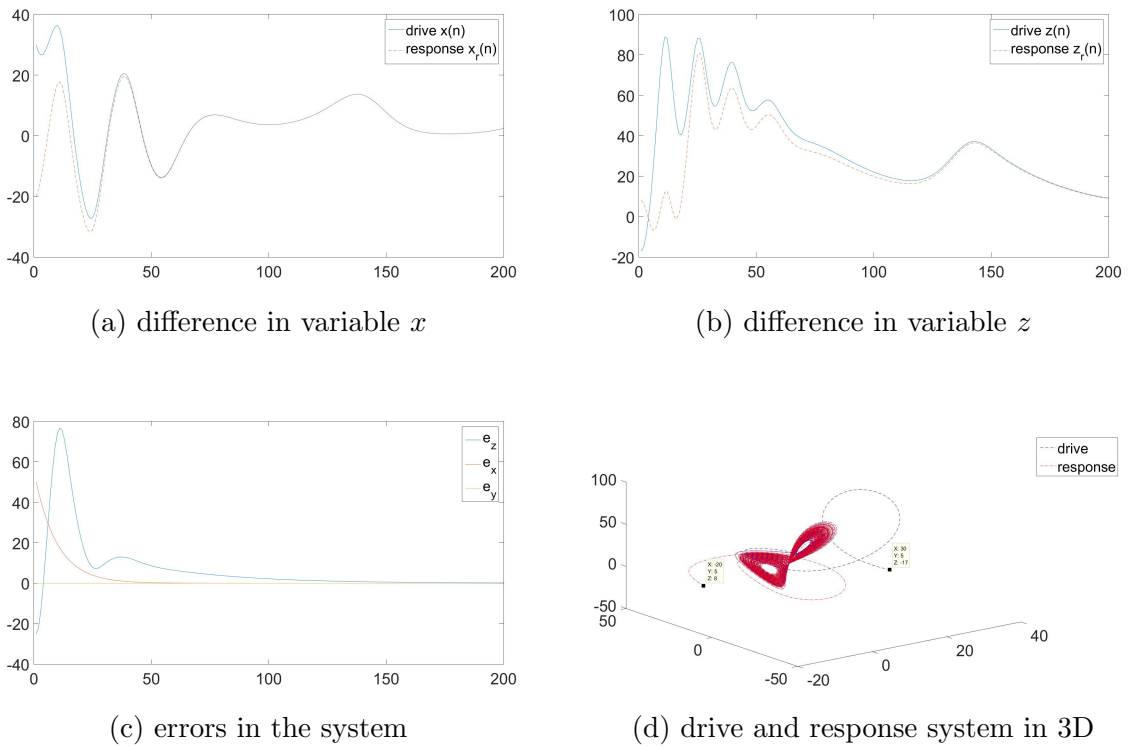 40
20
0
-20
-40
0
50
100
150
200
drive x(n)
response x_r(n)
(a) difference in variable x
100
80
60
40
20
0
-20
0
50
100
150
200
drive z(n)
response z_r(n)
(b) difference in variable z
80
60
40
20
0
-20
-40
0
50
100
150
200
e_z
e_x
e_y
(c) errors in the system
drive
response
100
50
0
-50
50
0
-50
-20
0
20
40
X: -20
Y: 5
Z: 8
X: 30
Y: 5
Z: -17
(d) drive and response system in 3D